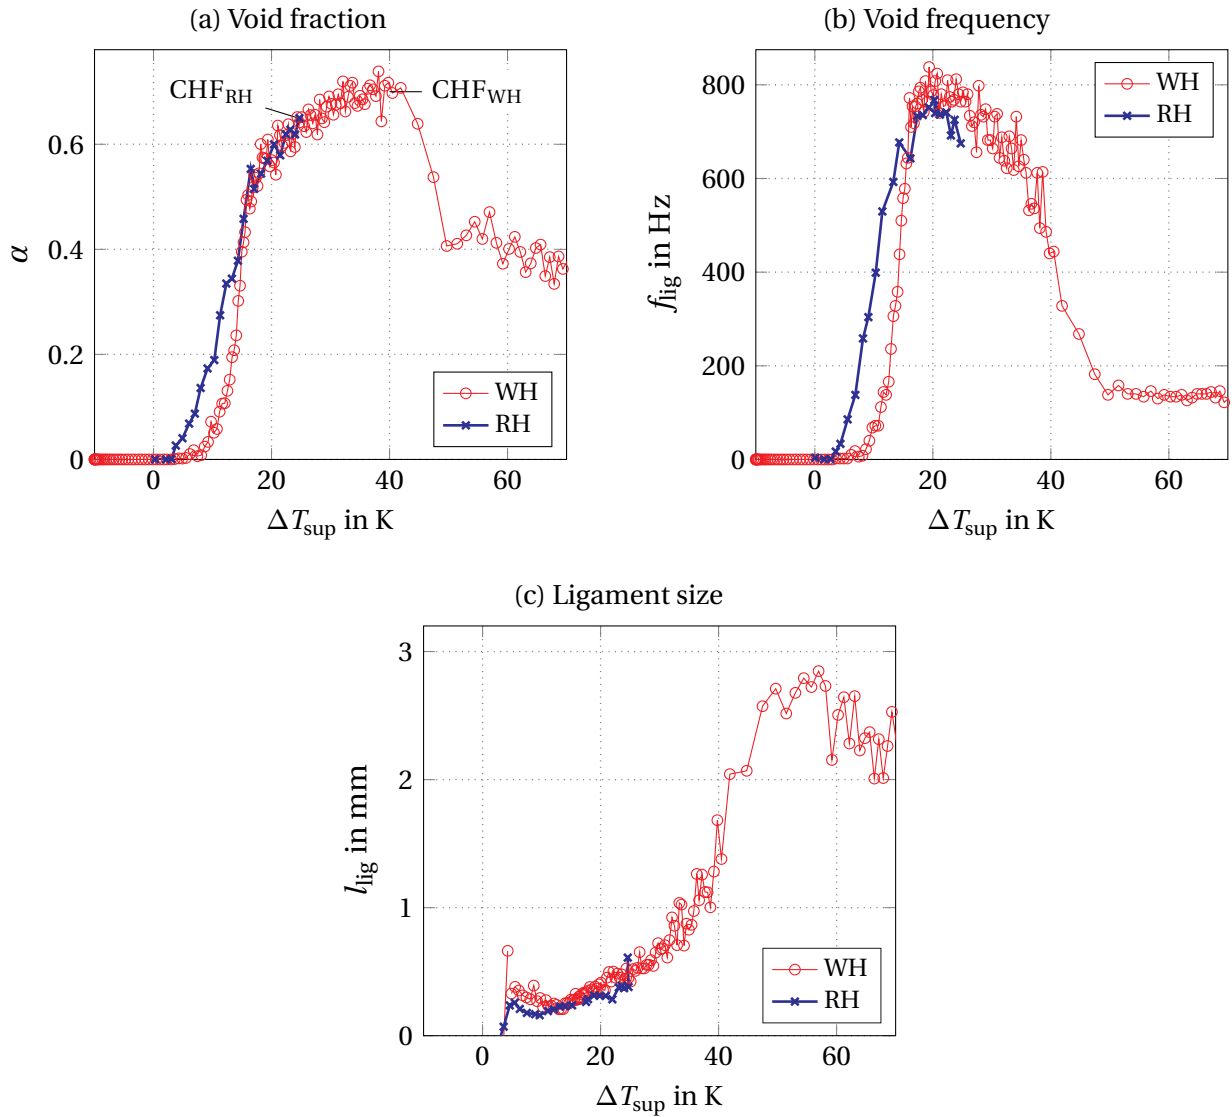 (a) Void fraction
α
0.6
0.4
0.2
0
CHF_RH
CHF_WH
WH
RH
0 20 40 60
ΔT_sup in K
(b) Void frequency
f_lig in Hz
800
600
400
200
0
WH
RH
0 20 40 60
ΔT_sup in K
(c) Ligament size
l_lig in mm
3
2
1
0
WH
RH
0 20 40 60
ΔT_sup in K